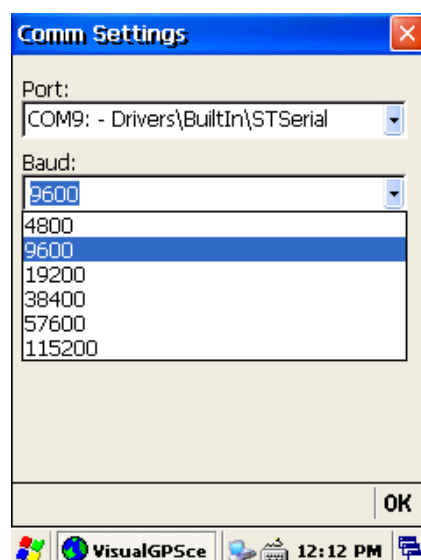 Comm Settings
Port:
COM9: - Drivers\BuiltIn\STSerial
Baud:
9600
4800
9600
19200
38400
57600
115200
OK
VisualGPSce
12:12 PM